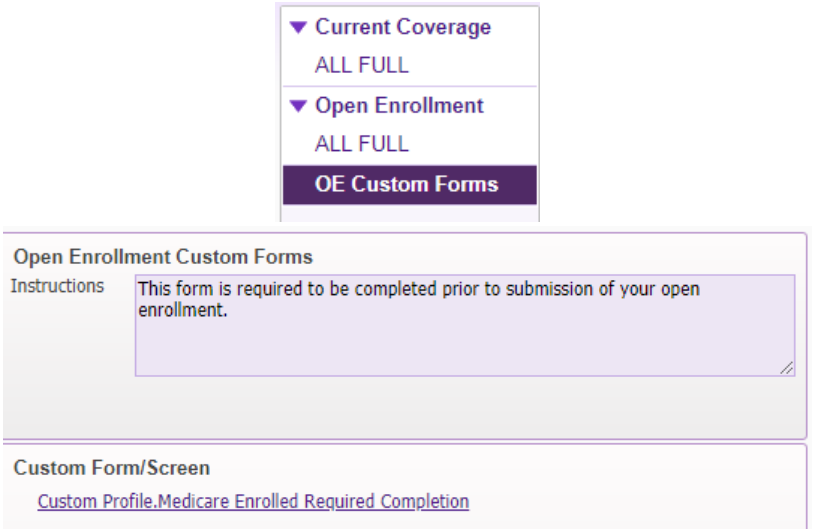 Current Coverage
ALL FULL
Open Enrollment
ALL FULL
OE Custom Forms
Open Enrollment Custom Forms
Instructions
This form is required to be completed prior to submission of your open
enrollment.
Custom Form/Screen
Custom Profile.Medicare Enrolled Required Completion